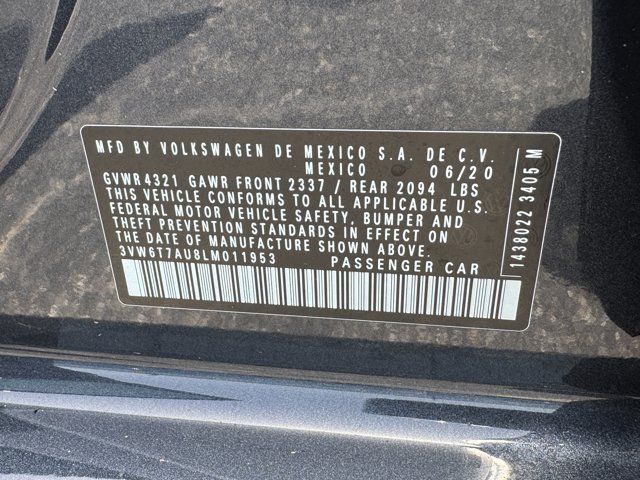 MFD BY VOLKSWAGEN DE MEXICO S.A. DE C.V.
MEXICO 06/20
GVWR 4321 GAWR FRONT 2337 / REAR 2094 LBS
THIS VEHICLE CONFORMS TO ALL APPLICABLE U.S.
FEDERAL MOTOR VEHICLE SAFETY, BUMPER AND
THEFT PREVENTION STANDARDS IN EFFECT ON
THE DATE OF MANUFACTURE SHOWN ABOVE.
3VW6T7AU8LM011953 PASSENGER CAR
1438022 3405 M